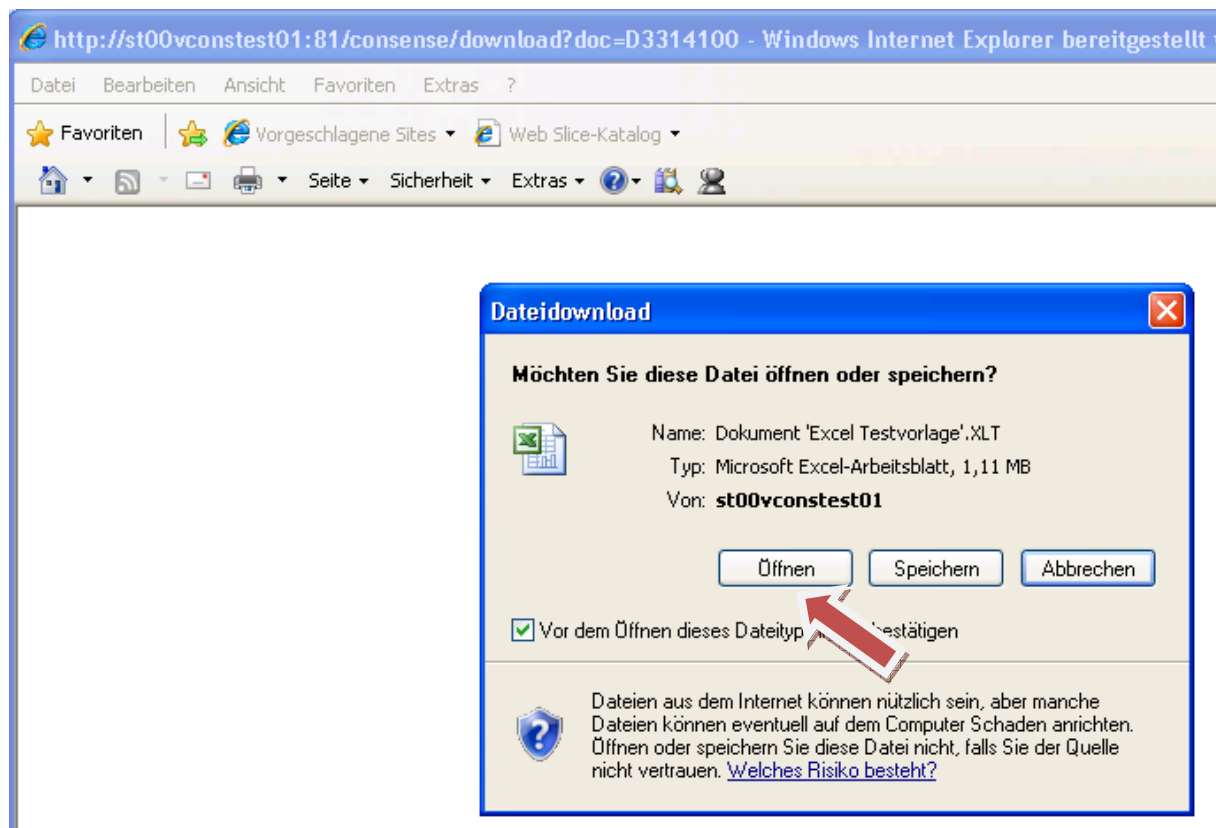 http://st00vconstest01:81/consense/download?doc=D3314100 - Windows Internet Explorer bereitgestellt
Datei Bearbeiten Ansicht Favoriten Extras ?
Favoriten Vorgeschlagene Sites Web Slice-Katalog
Seite Sicherheit Extras
Dateidownload
Möchten Sie diese Datei öffnen oder speichern?
Name: Dokument 'Excel Testvorlage'.XLT
Typ: Microsoft Excel-Arbeitsblatt, 1,11 MB
Von: st00vconstest01
Öffnen Speichern Abbrechen
Vor dem Öffnen dieses bestätigen
Dateien aus dem Internet können nützlich sein, aber manche
Dateien können eventuell auf dem Computer Schaden anrichten.
Öffnen oder speichern Sie diese Datei nicht, falls Sie der Quelle
nicht vertrauen. Welches Risiko besteht?